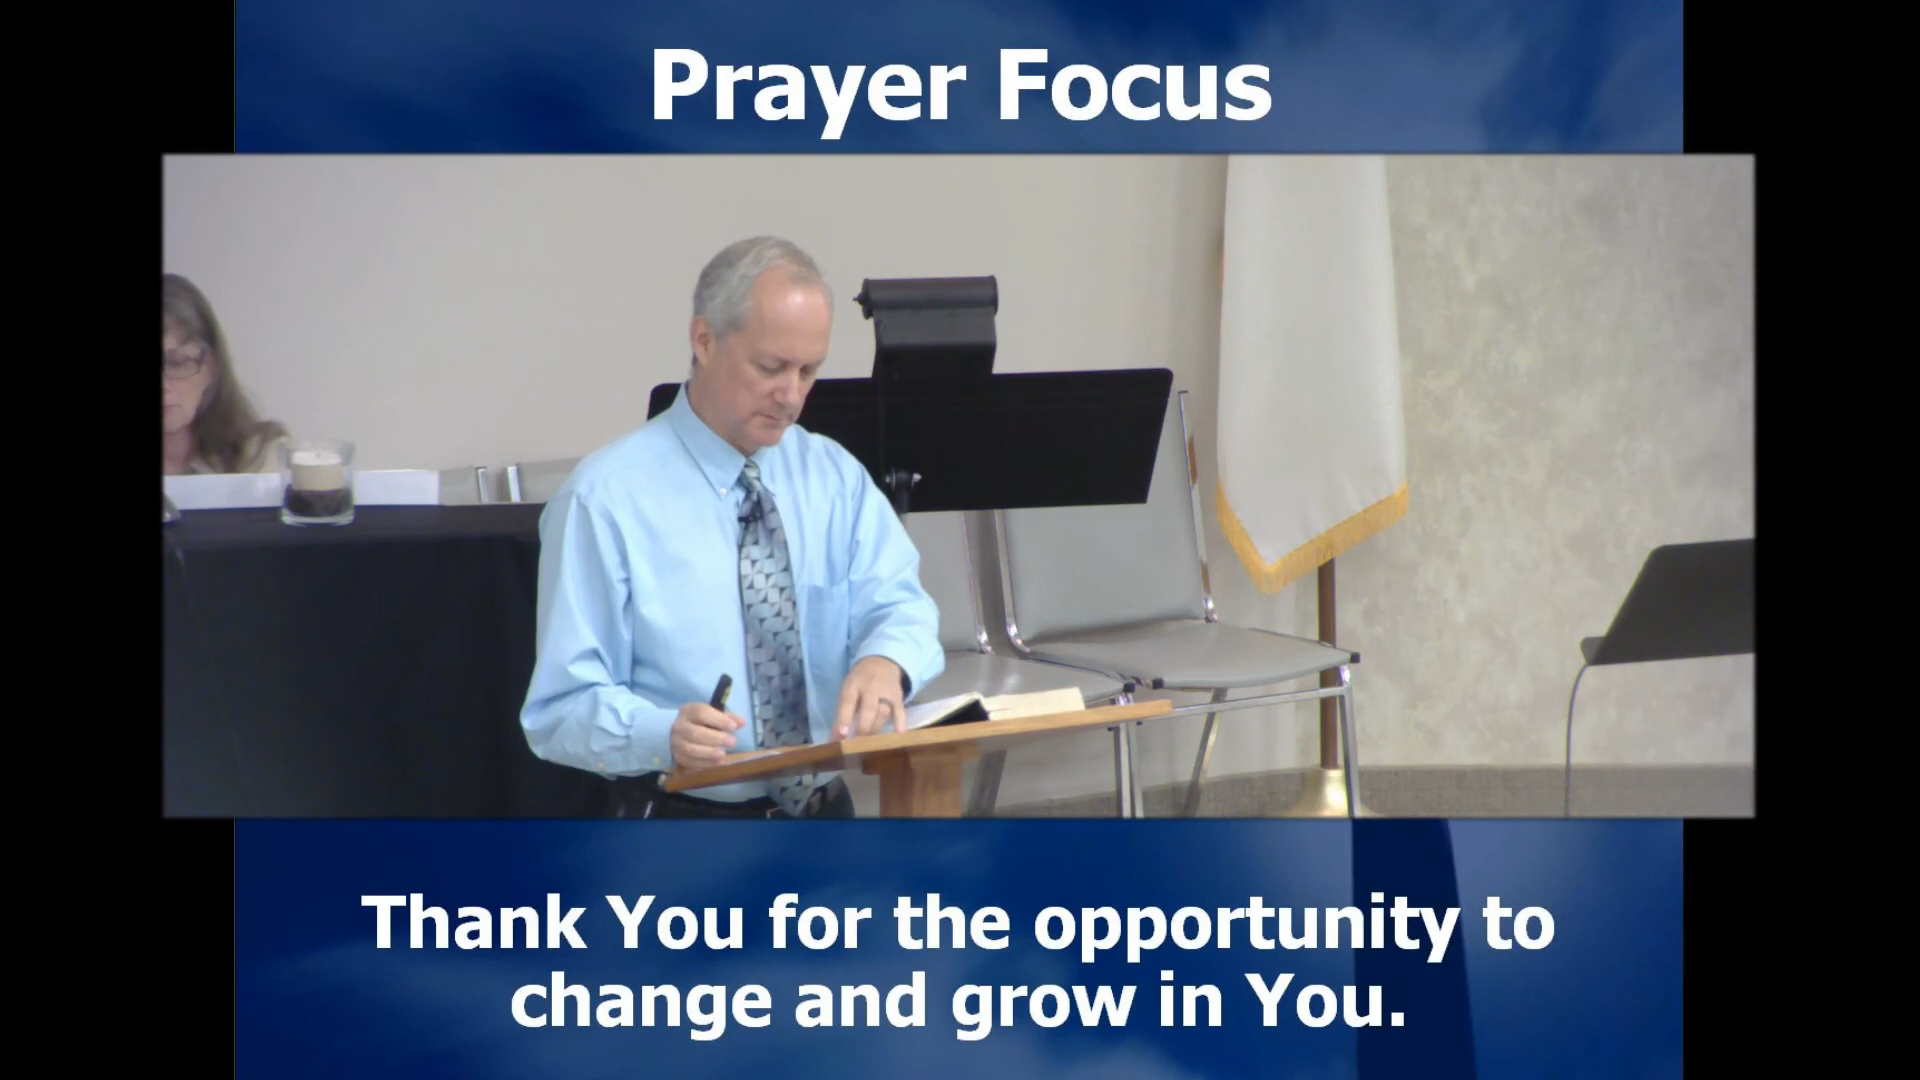 Prayer Focus
Thank You for the opportunity to
change and grow in You.